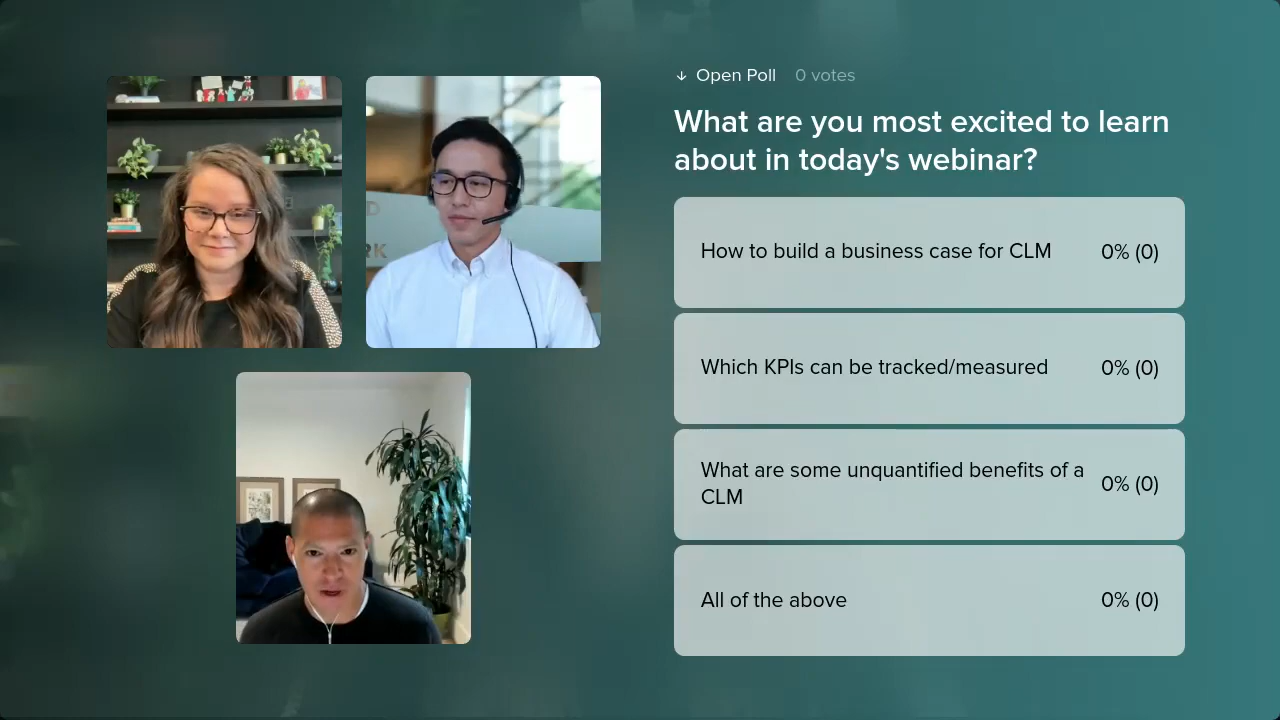 Open Poll 0 votes
What are you most excited to learn
about in today's webinar?
How to build a business case for CLM 0% (0)
Which KPIs can be tracked/measured 0% (0)
What are some unquantified benefits of a
CLM 0% (0)
All of the above 0% (0)
D
RK